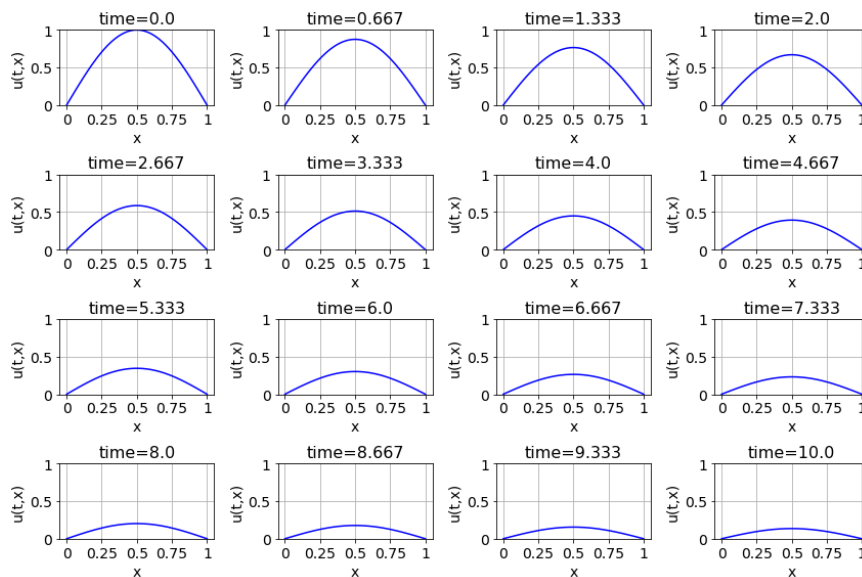 time=0.0
1
0.5
0
u(t,x)
0 0.25 0.5 0.75 1
x
time=0.667
1
0.5
0
u(t,x)
0 0.25 0.5 0.75 1
x
time=1.333
1
0.5
0
u(t,x)
0 0.25 0.5 0.75 1
x
time=2.0
1
0.5
0
u(t,x)
0 0.25 0.5 0.75 1
x
time=2.667
1
0.5
0
u(t,x)
0 0.25 0.5 0.75 1
x
time=3.333
1
0.5
0
u(t,x)
0 0.25 0.5 0.75 1
x
time=4.0
1
0.5
0
u(t,x)
0 0.25 0.5 0.75 1
x
time=4.667
1
0.5
0
u(t,x)
0 0.25 0.5 0.75 1
x
time=5.333
1
0.5
0
u(t,x)
0 0.25 0.5 0.75 1
x
time=6.0
1
0.5
0
u(t,x)
0 0.25 0.5 0.75 1
x
time=6.667
1
0.5
0
u(t,x)
0 0.25 0.5 0.75 1
x
time=7.333
1
0.5
0
u(t,x)
0 0.25 0.5 0.75 1
x
time=8.0
1
0.5
0
u(t,x)
0 0.25 0.5 0.75 1
x
time=8.667
1
0.5
0
u(t,x)
0 0.25 0.5 0.75 1
x
time=9.333
1
0.5
0
u(t,x)
0 0.25 0.5 0.75 1
x
time=10.0
1
0.5
0
u(t,x)
0 0.25 0.5 0.75 1
x